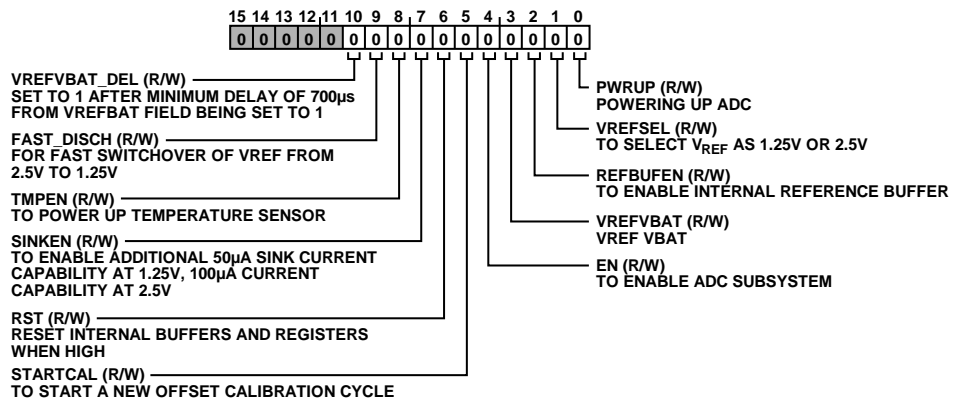 15 14 13 12 11 10 9 8 7 6 5 4 3 2 1 0
0 0 0 0 0 0 0 0 0 0 0 0 0 0 0 0
VREFVBAT_DEL (R/W)
SET TO 1 AFTER MINIMUM DELAY OF 700µs
FROM VREFBAT FIELD BEING SET TO 1
FAST_DISCH (R/W)
FOR FAST SWITCHOVER OF VREF FROM
2.5V TO 1.25V
TMPEN (R/W)
TO POWER UP TEMPERATURE SENSOR
SINKEN (R/W)
TO ENABLE ADDITIONAL 50µA SINK CURRENT
CAPABILITY AT 1.25V, 100µA CURRENT
CAPABILITY AT 2.5V
RST (R/W)
RESET INTERNAL BUFFERS AND REGISTERS
WHEN HIGH
STARTCAL (R/W)
TO START A NEW OFFSET CALIBRATION CYCLE
PWRUP (R/W)
POWERING UP ADC
VREFSEL (R/W)
TO SELECT VREF AS 1.25V OR 2.5V
REFBUFEN (R/W)
TO ENABLE INTERNAL REFERENCE BUFFER
VREFVBAT (R/W)
VREF VBAT
EN (R/W)
TO ENABLE ADC SUBSYSTEM